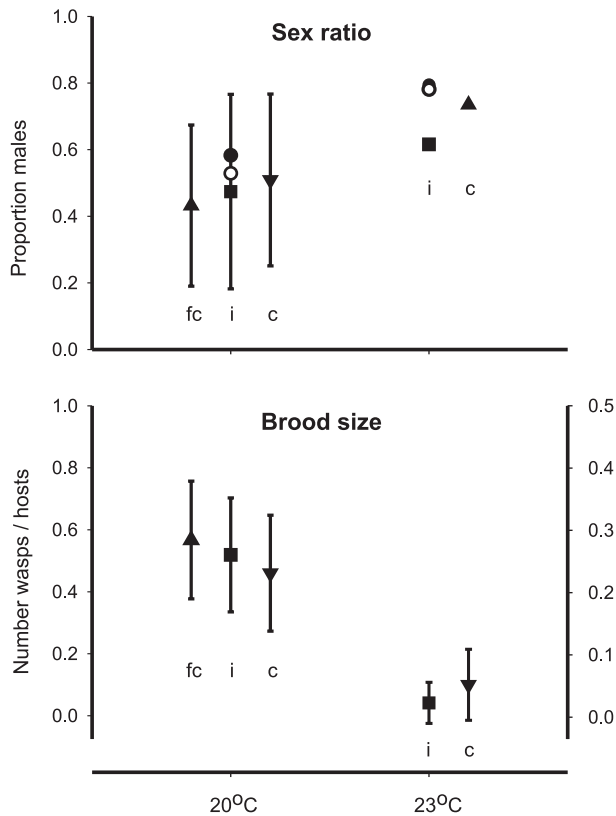 Sex ratio
Proportion males
1.0
0.8
0.6
0.4
0.2
0.0
fc i c
i c
Brood size
Number wasps / hosts
1.0
0.8
0.6
0.4
0.2
0.0
0.5
0.4
0.3
0.2
0.1
0.0
fc i c
i c
20°C 23°C